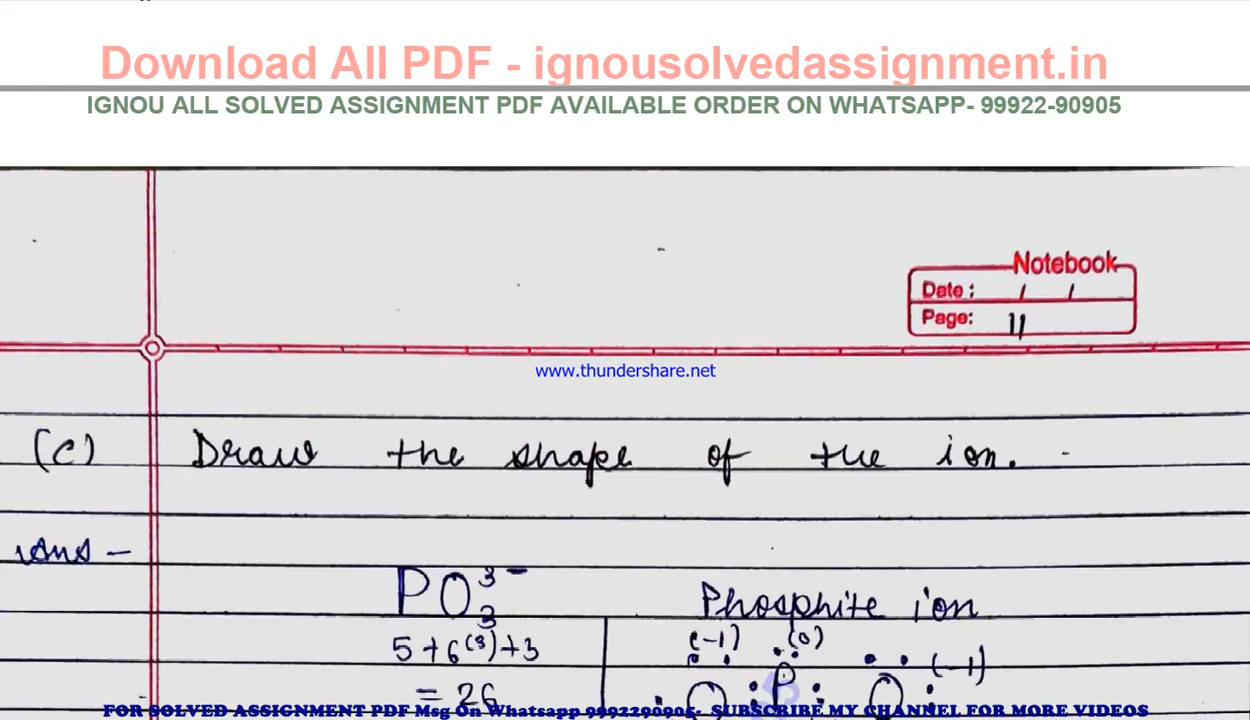 Download All PDF - ignousolvedassignment.in
IGNOU ALL SOLVED ASSIGNMENT PDF AVAILABLE ORDER ON WHATSAPP- 99922-90905
Notebook
Date : / /
Page: 11
www.thundershare.net
(C) Draw the shape of the ion.
Ans -
PO₃³⁻ Phosphite ion
5+6(3)+3 (-1) (0)
(-1)
= 26 O P O
FOR SOLVED ASSIGNMENT PDF Msg On Whatsapp 9992290905- SUBSCRIBE MY CHANNEL FOR MORE VIDEOS